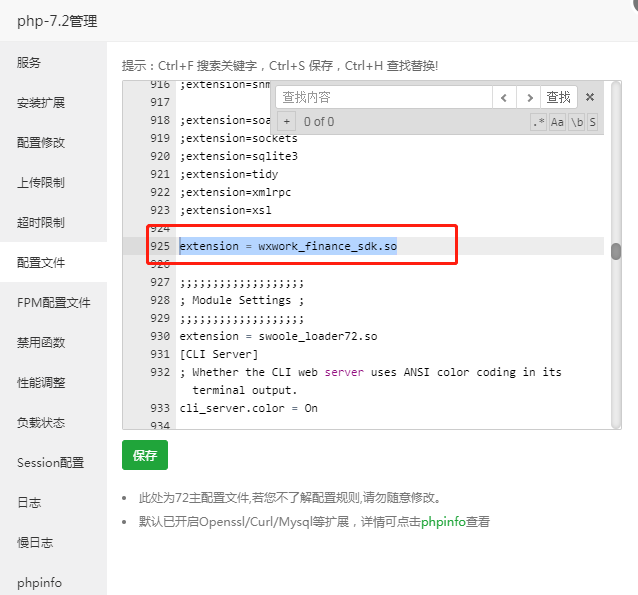 php-7.2管理
服务
安装扩展
配置修改
上传限制
超时限制
配置文件
FPM配置文件
禁用函数
性能调整
负载状态
Session配置
日志
慢日志
phpinfo
提示：Ctrl+F 搜索关键字，Ctrl+S 保存，Ctrl+H 查找替换!
查找内容
查找
+ 0 of 0
.* Aa \b S
916 ;extension=snm
917
918 ;extension=soa
919 ;extension=sockets
920 ;extension=sqlite3
921 ;extension=tidy
922 ;extension=xmlrpc
923 ;extension=xsl
924
925 extension = wxwork_finance_sdk.so
926
927 ;;;;;;;;;;;;;;;;;;;
928 ; Module Settings ;
929 ;;;;;;;;;;;;;;;;;;;
930 extension = swoole_loader72.so
931 [CLI Server]
932 ; Whether the CLI web server uses ANSI color coding in its
terminal output.
933 cli_server.color = On
934
保存
此处为72主配置文件,若您不了解配置规则,请勿随意修改。
默认已开启Openssl/Curl/Mysql等扩展，详情可点击phpinfo查看